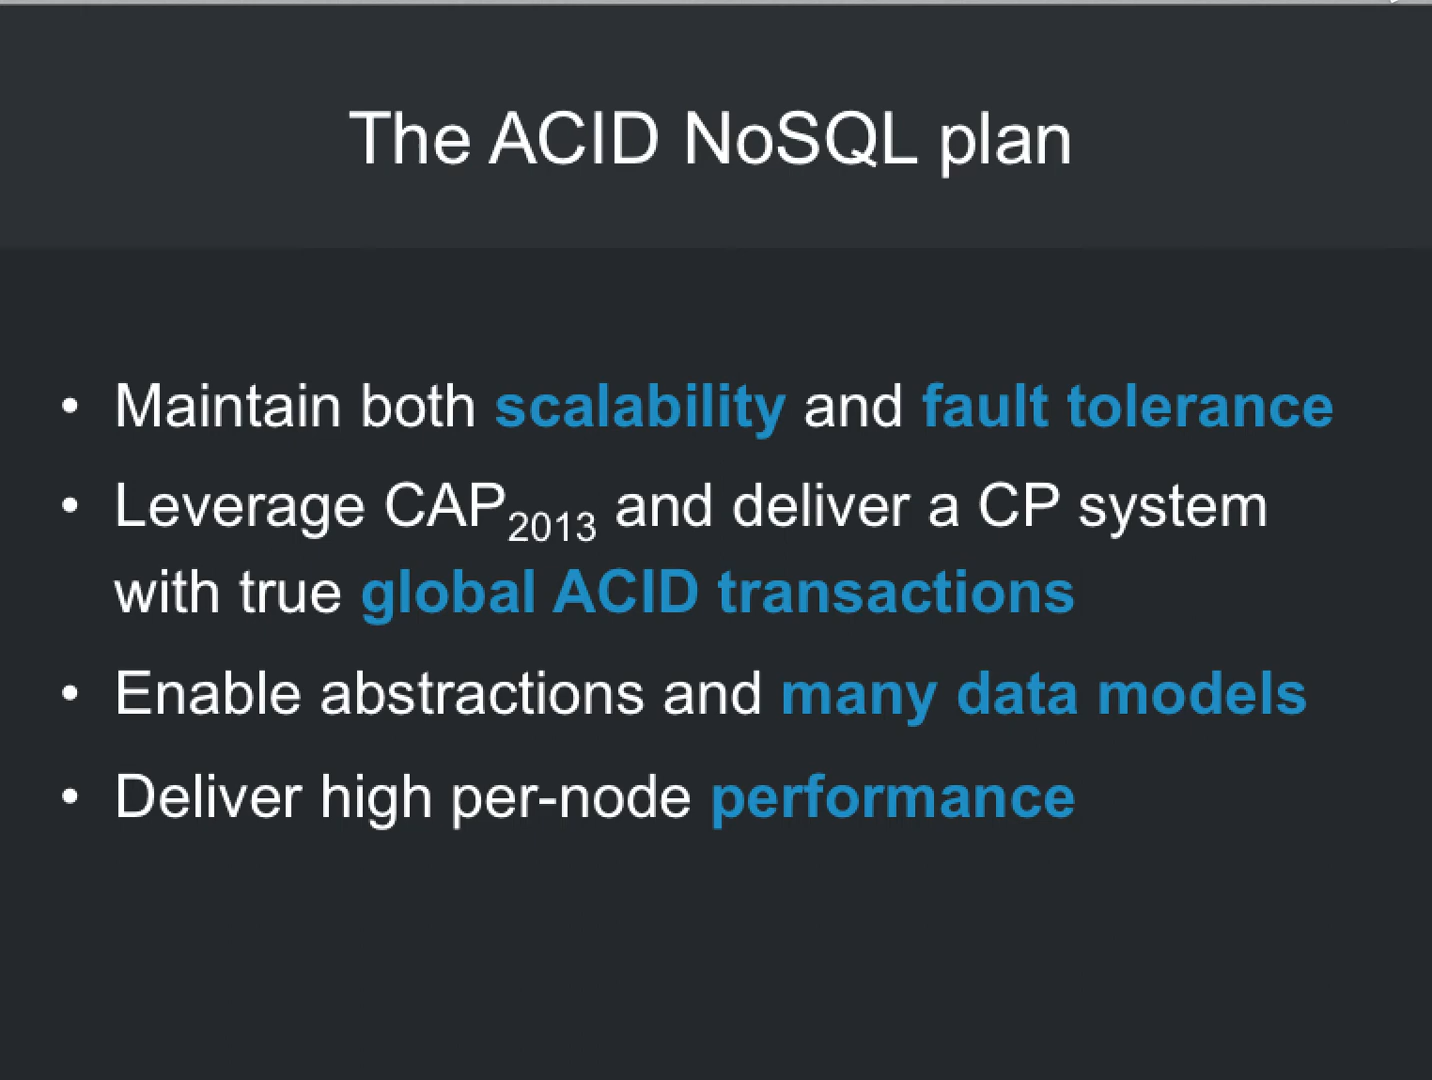 The ACID NoSQL plan
• Maintain both scalability and fault tolerance
• Leverage CAP2013 and deliver a CP system
with true global ACID transactions
• Enable abstractions and many data models
• Deliver high per-node performance